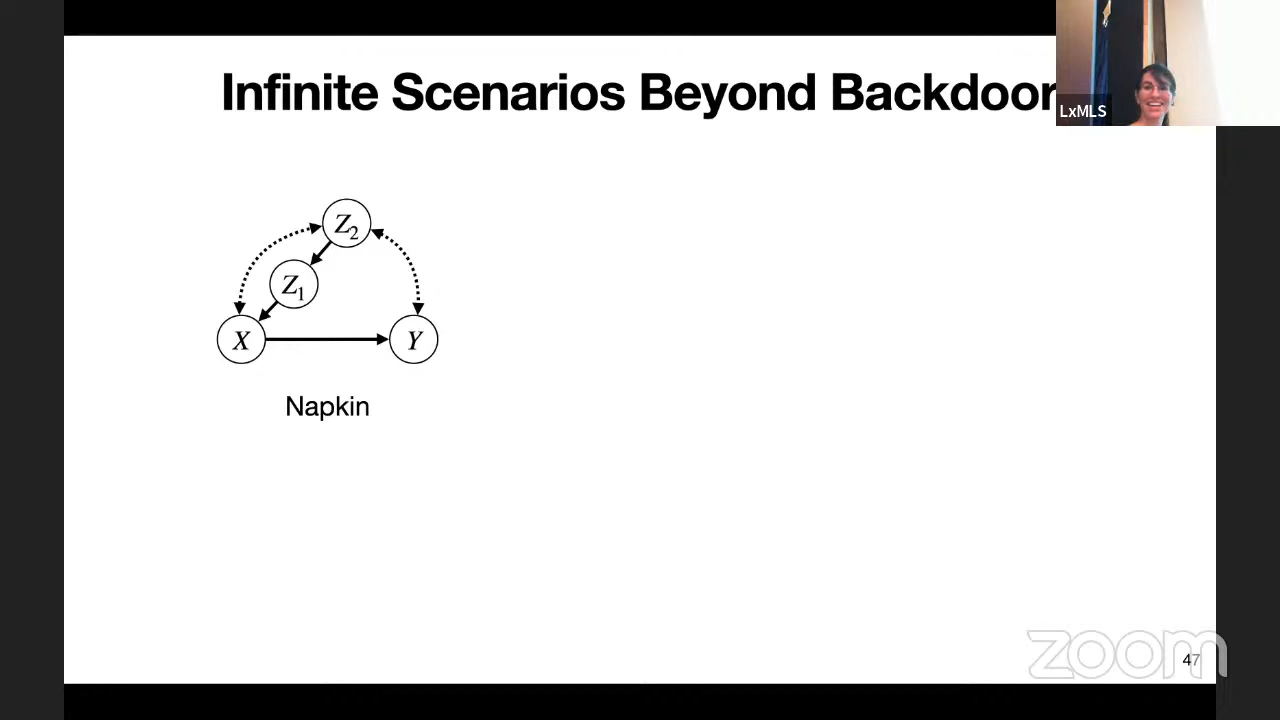 Infinite Scenarios Beyond Backdoor
LxMLS
Z2
Z1
X
Y
Napkin
zoom
47